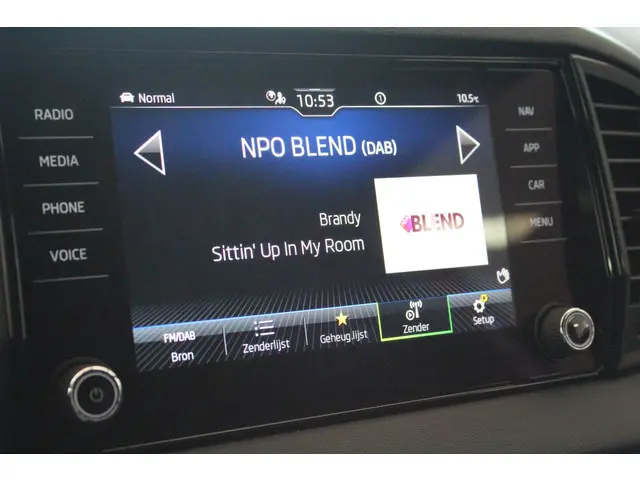 Normal
10:53
10.5°C
RADIO
MEDIA
PHONE
VOICE
NAV
APP
CAR
MENU
NPO BLEND (DAB)
Brandy
Sittin' Up In My Room
BLEND
FM/DAB
Bron
Zenderlijst
Geheug.lijst
Zender
Setup